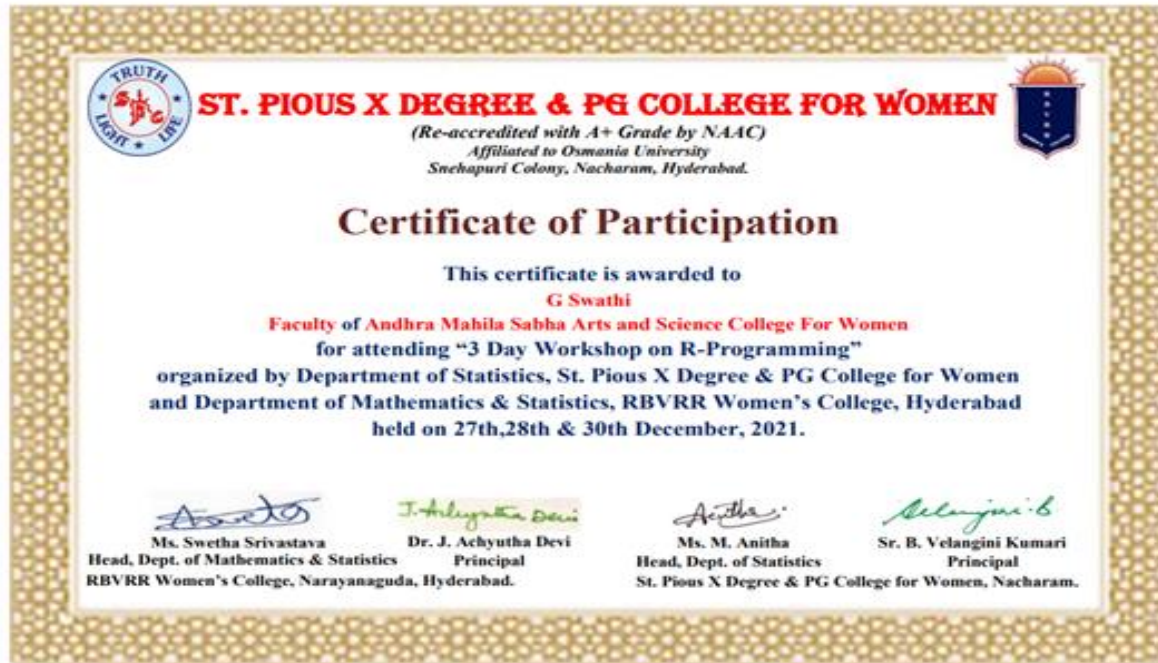 TRUTH
LIGHT
LIFE
ST. PIOUS X DEGREE & PG COLLEGE FOR WOMEN
(Re-accredited with A+ Grade by NAAC)
Affiliated to Osmania University
Snehapuri Colony, Nacharam, Hyderabad.
Certificate of Participation
This certificate is awarded to
G Swathi
Faculty of Andhra Mahila Sabha Arts and Science College For Women
for attending “3 Day Workshop on R-Programming”
organized by Department of Statistics, St. Pious X Degree & PG College for Women
and Department of Mathematics & Statistics, RBVRR Women’s College, Hyderabad
held on 27th,28th & 30th December, 2021.
J. Achyutha Devi
Anitha
Ms. Swetha Srivastava
Head, Dept. of Mathematics & Statistics
Dr. J. Achyutha Devi
Principal
RBVRR Women’s College, Narayanaguda, Hyderabad.
Ms. M. Anitha
Head, Dept. of Statistics
Sr. B. Velangini Kumari
Principal
St. Pious X Degree & PG College for Women, Nacharam.